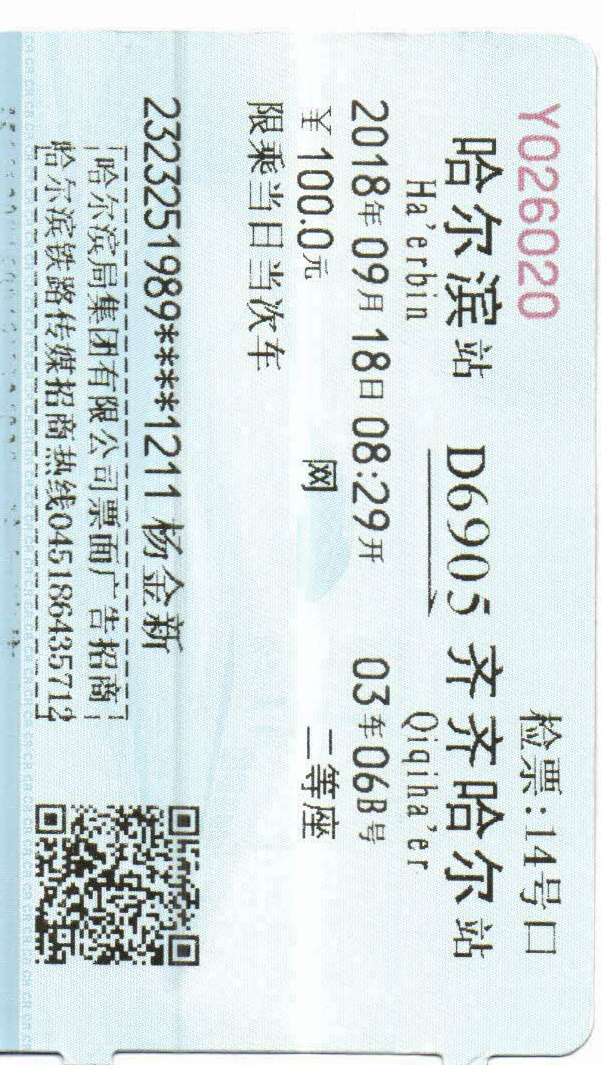 Y026020 检票:14号口
哈尔滨站 D6905 齐齐哈尔站
Ha'erbin Qiqiha'er
2018年09月18日08:29开 03车06B号
￥100.0元 网 二等座
限乘当日当次车
2323251989****1211 杨金新
哈尔滨局集团有限公司票面广告招商
哈尔滨铁路传媒招商热线045186435712